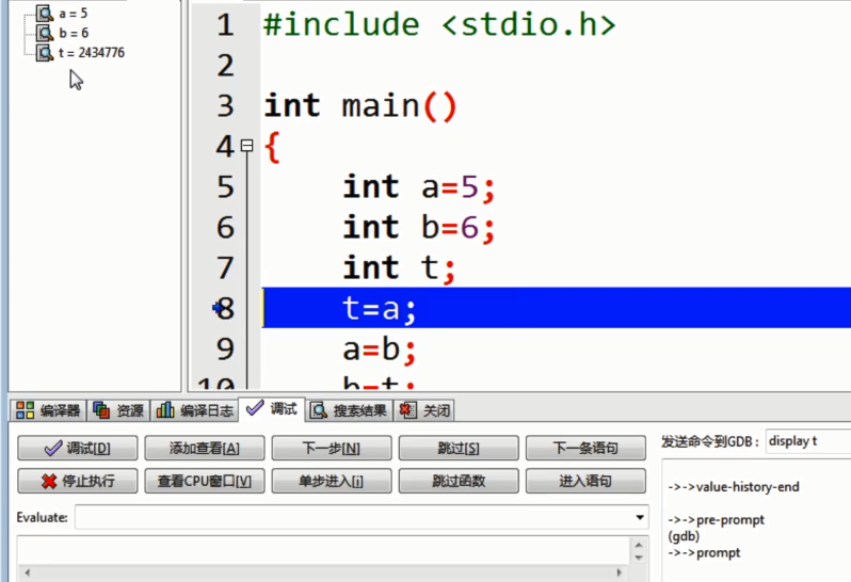 a = 5
b = 6
t = 2434776
1 #include <stdio.h>
2
3 int main()
4 {
5 int a=5;
6 int b=6;
7 int t;
8 t=a;
9 a=b;
10 b=t;
编译器 资源 编译日志 调试 搜索结果 关闭
调试[D] 添加查看[A] 下一步[N] 跳过[S] 下一条语句
停止执行 查看CPU窗口[V] 单步进入[i] 跳过函数 进入语句
发送命令到GDB: display t
->->value-history-end
->->pre-prompt
(gdb)
->->prompt
Evaluate: